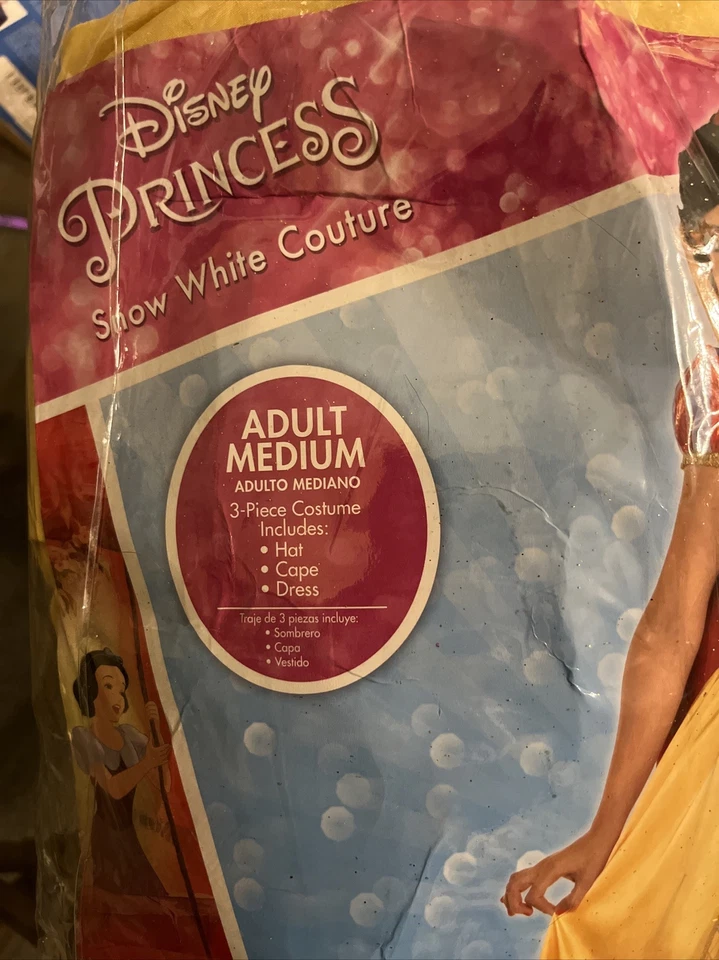 DISNEY
PRINCESS
Snow White Couture
ADULT
MEDIUM
ADULTO MEDIANO
3-Piece Costume
Includes:
• Hat
• Cape
• Dress
Traje de 3 piezas incluye:
• Sombrero
• Capa
• Vestido